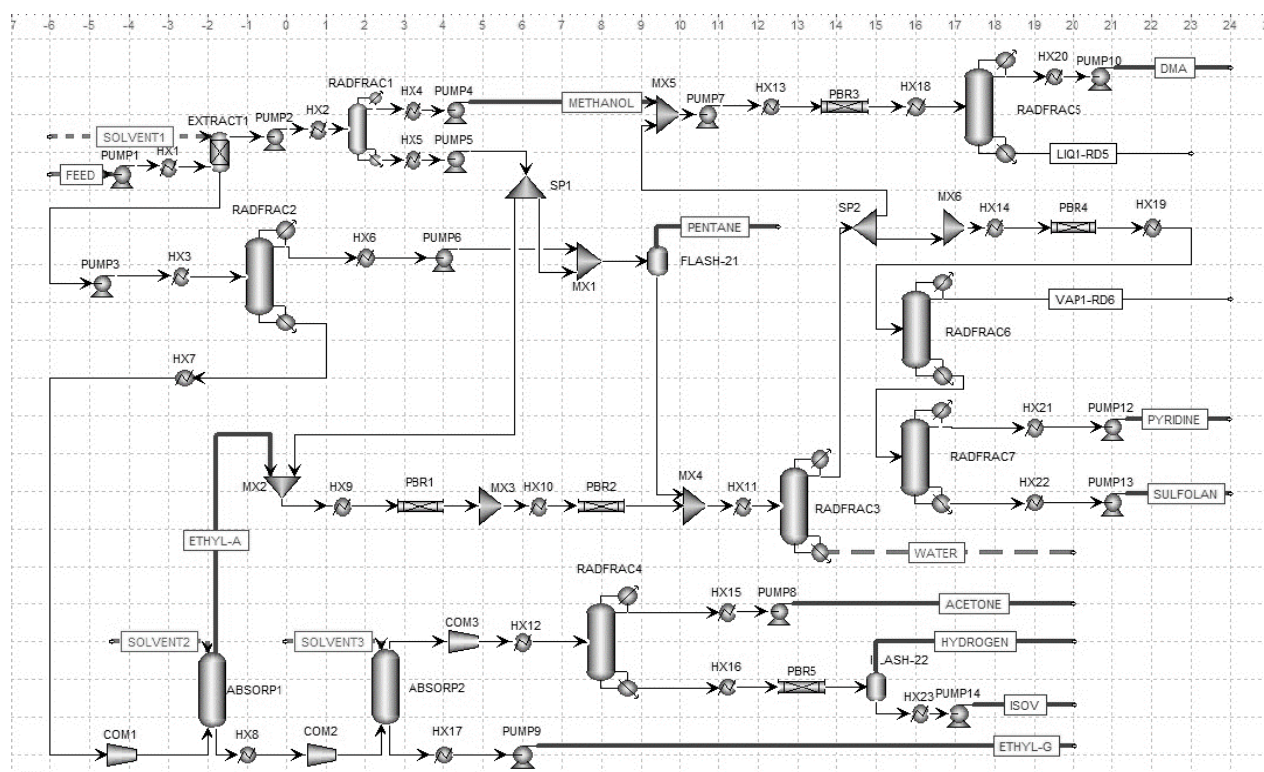 -7 -6 -5 -4 -3 -2 -1 0 1 2 3 4 5 6 7 8 9 10 11 12 13 14 15 16 17 18 19 20 21 22 23 24
HX20 PUMP10 DMA
RADFRAC1 HX4 PUMP4 METHANOL MX5 PUMP7 HX13 PBR3 HX18 RADFRAC5
SOLVENT1 EXTRACT1 PUMP2 HX2
HX5 PUMP5 LIQ1-RD5
FEED PUMP1 HX1
SP1
RADFRAC2 SP2 MX6 HX14 PBR4 HX19
HX6 PUMP6 PENTANE
PUMP3 HX3 MX1 FLASH-21
VAP1-RD6
RADFRAC6
HX7
HX21 PUMP12 PYRIDINE
RADFRAC7
MX2 HX9 PBR1 MX3 HX10 PBR2 MX4 HX11 RADFRAC3 HX22 PUMP13 SULFOLAN
ETHYL-A
WATER
RADFRAC4
HX15 PUMP8 ACETONE
SOLVENT2 SOLVENT3 COM3 HX12 HYDROGEN
ABSORP1 ABSORP2 HX16 PBR5
HX23 PUMP14 ISOV
COM1 HX8 COM2 HX17 PUMP9 ETHYL-G